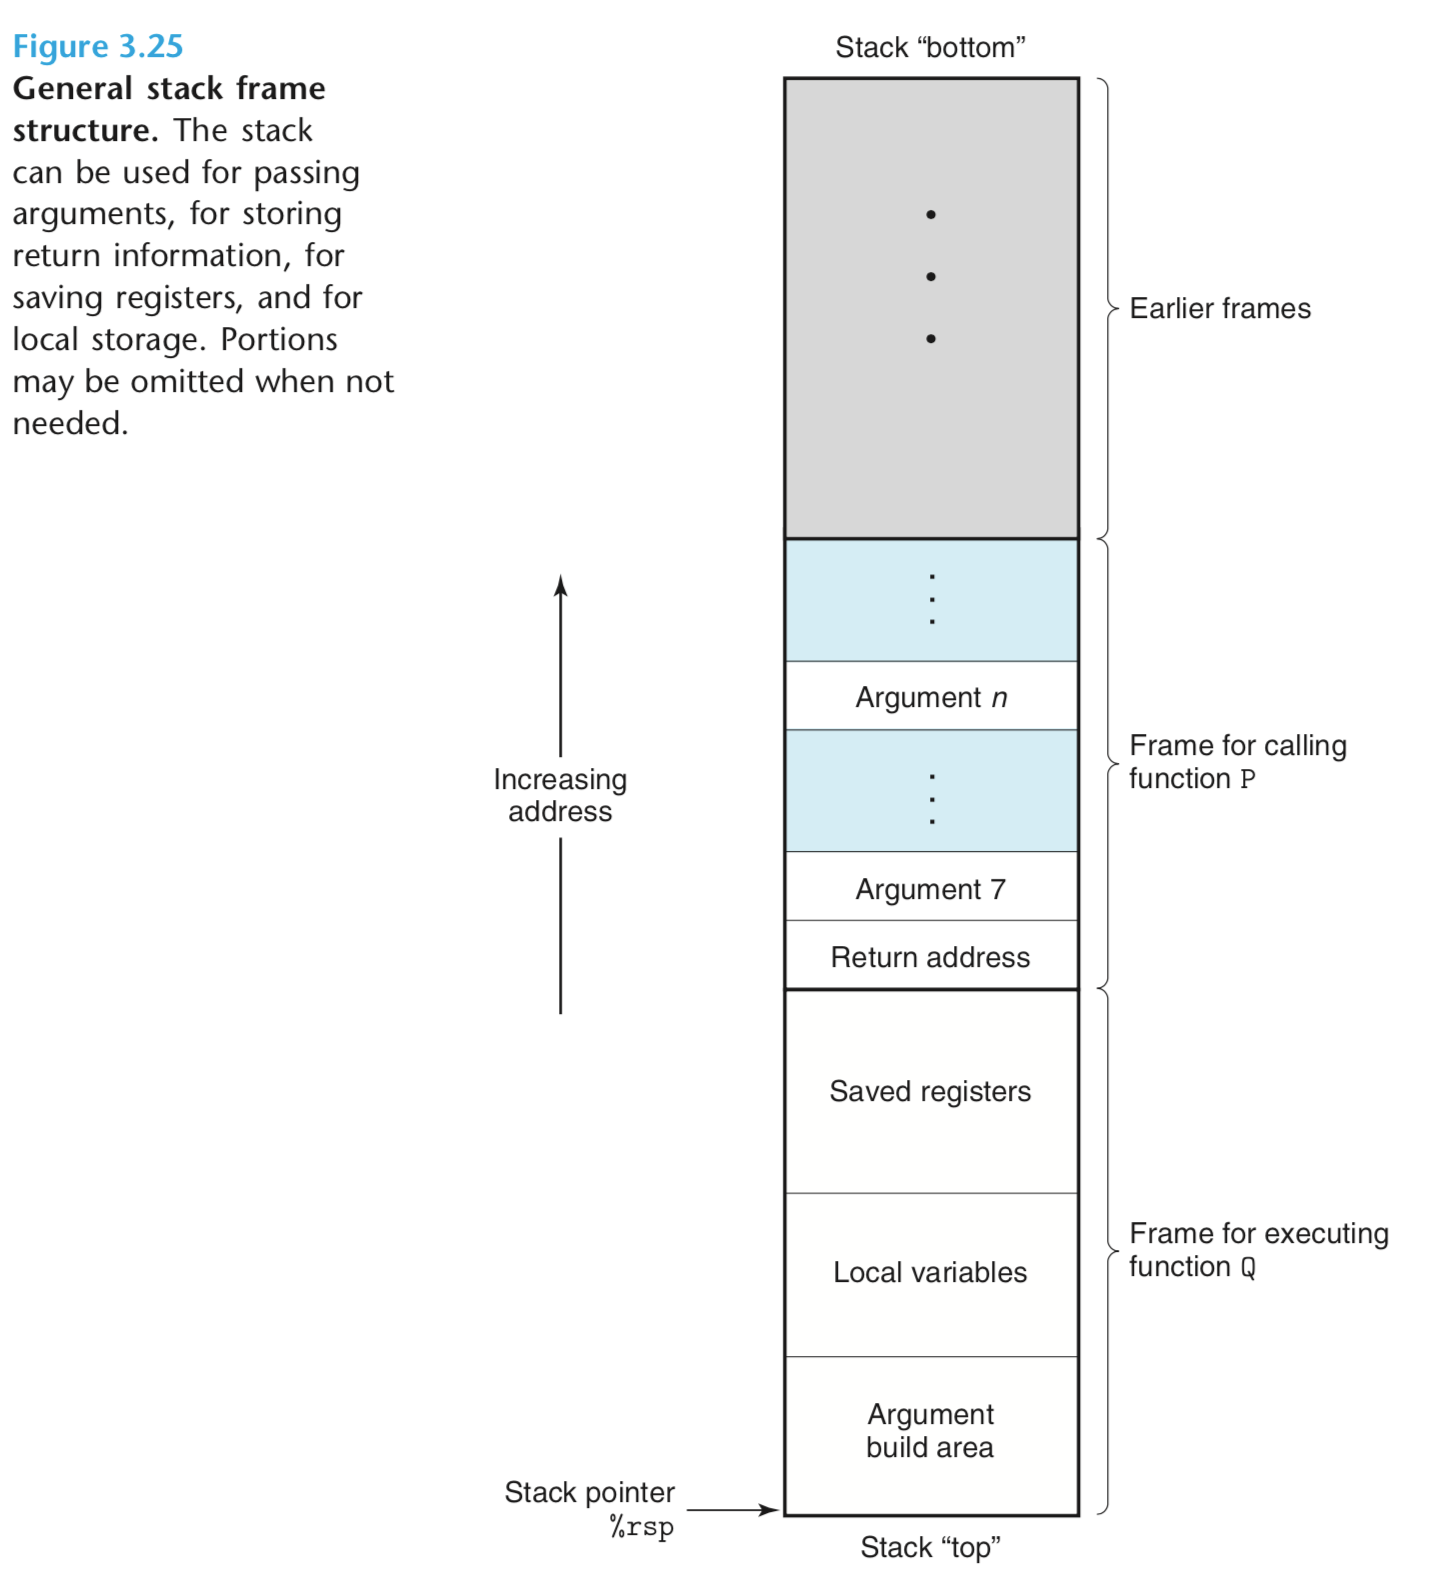 Figure 3.25
General stack frame
structure. The stack
can be used for passing
arguments, for storing
return information, for
saving registers, and for
local storage. Portions
may be omitted when not
needed.
Stack “bottom”
Earlier frames
Argument n
Frame for calling
function P
Increasing
address
Argument 7
Return address
Saved registers
Local variables
Frame for executing
function Q
Argument
build area
Stack pointer
%rsp
Stack “top”